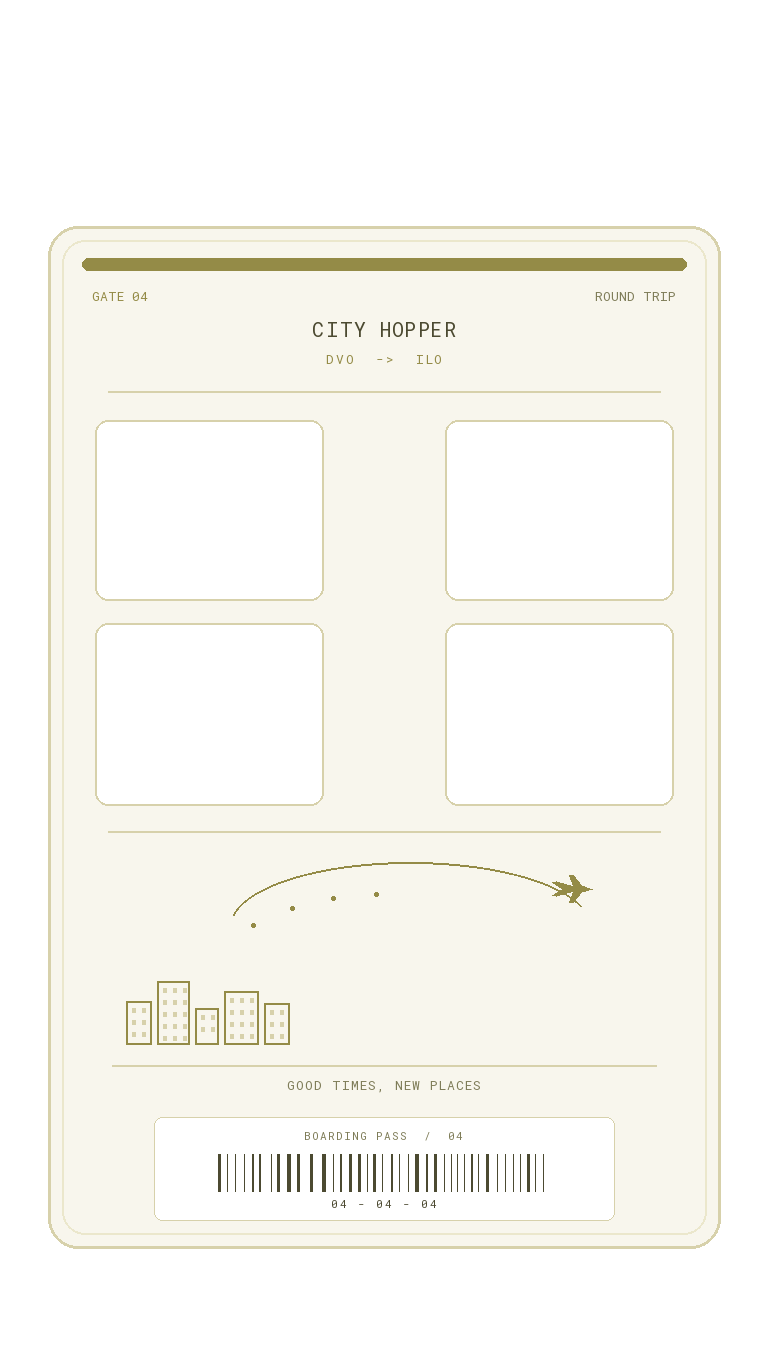 GATE 04
ROUND TRIP
CITY HOPPER
DVO -> ILO
GOOD TIMES, NEW PLACES
BOARDING PASS / 04
04 - 04 - 04